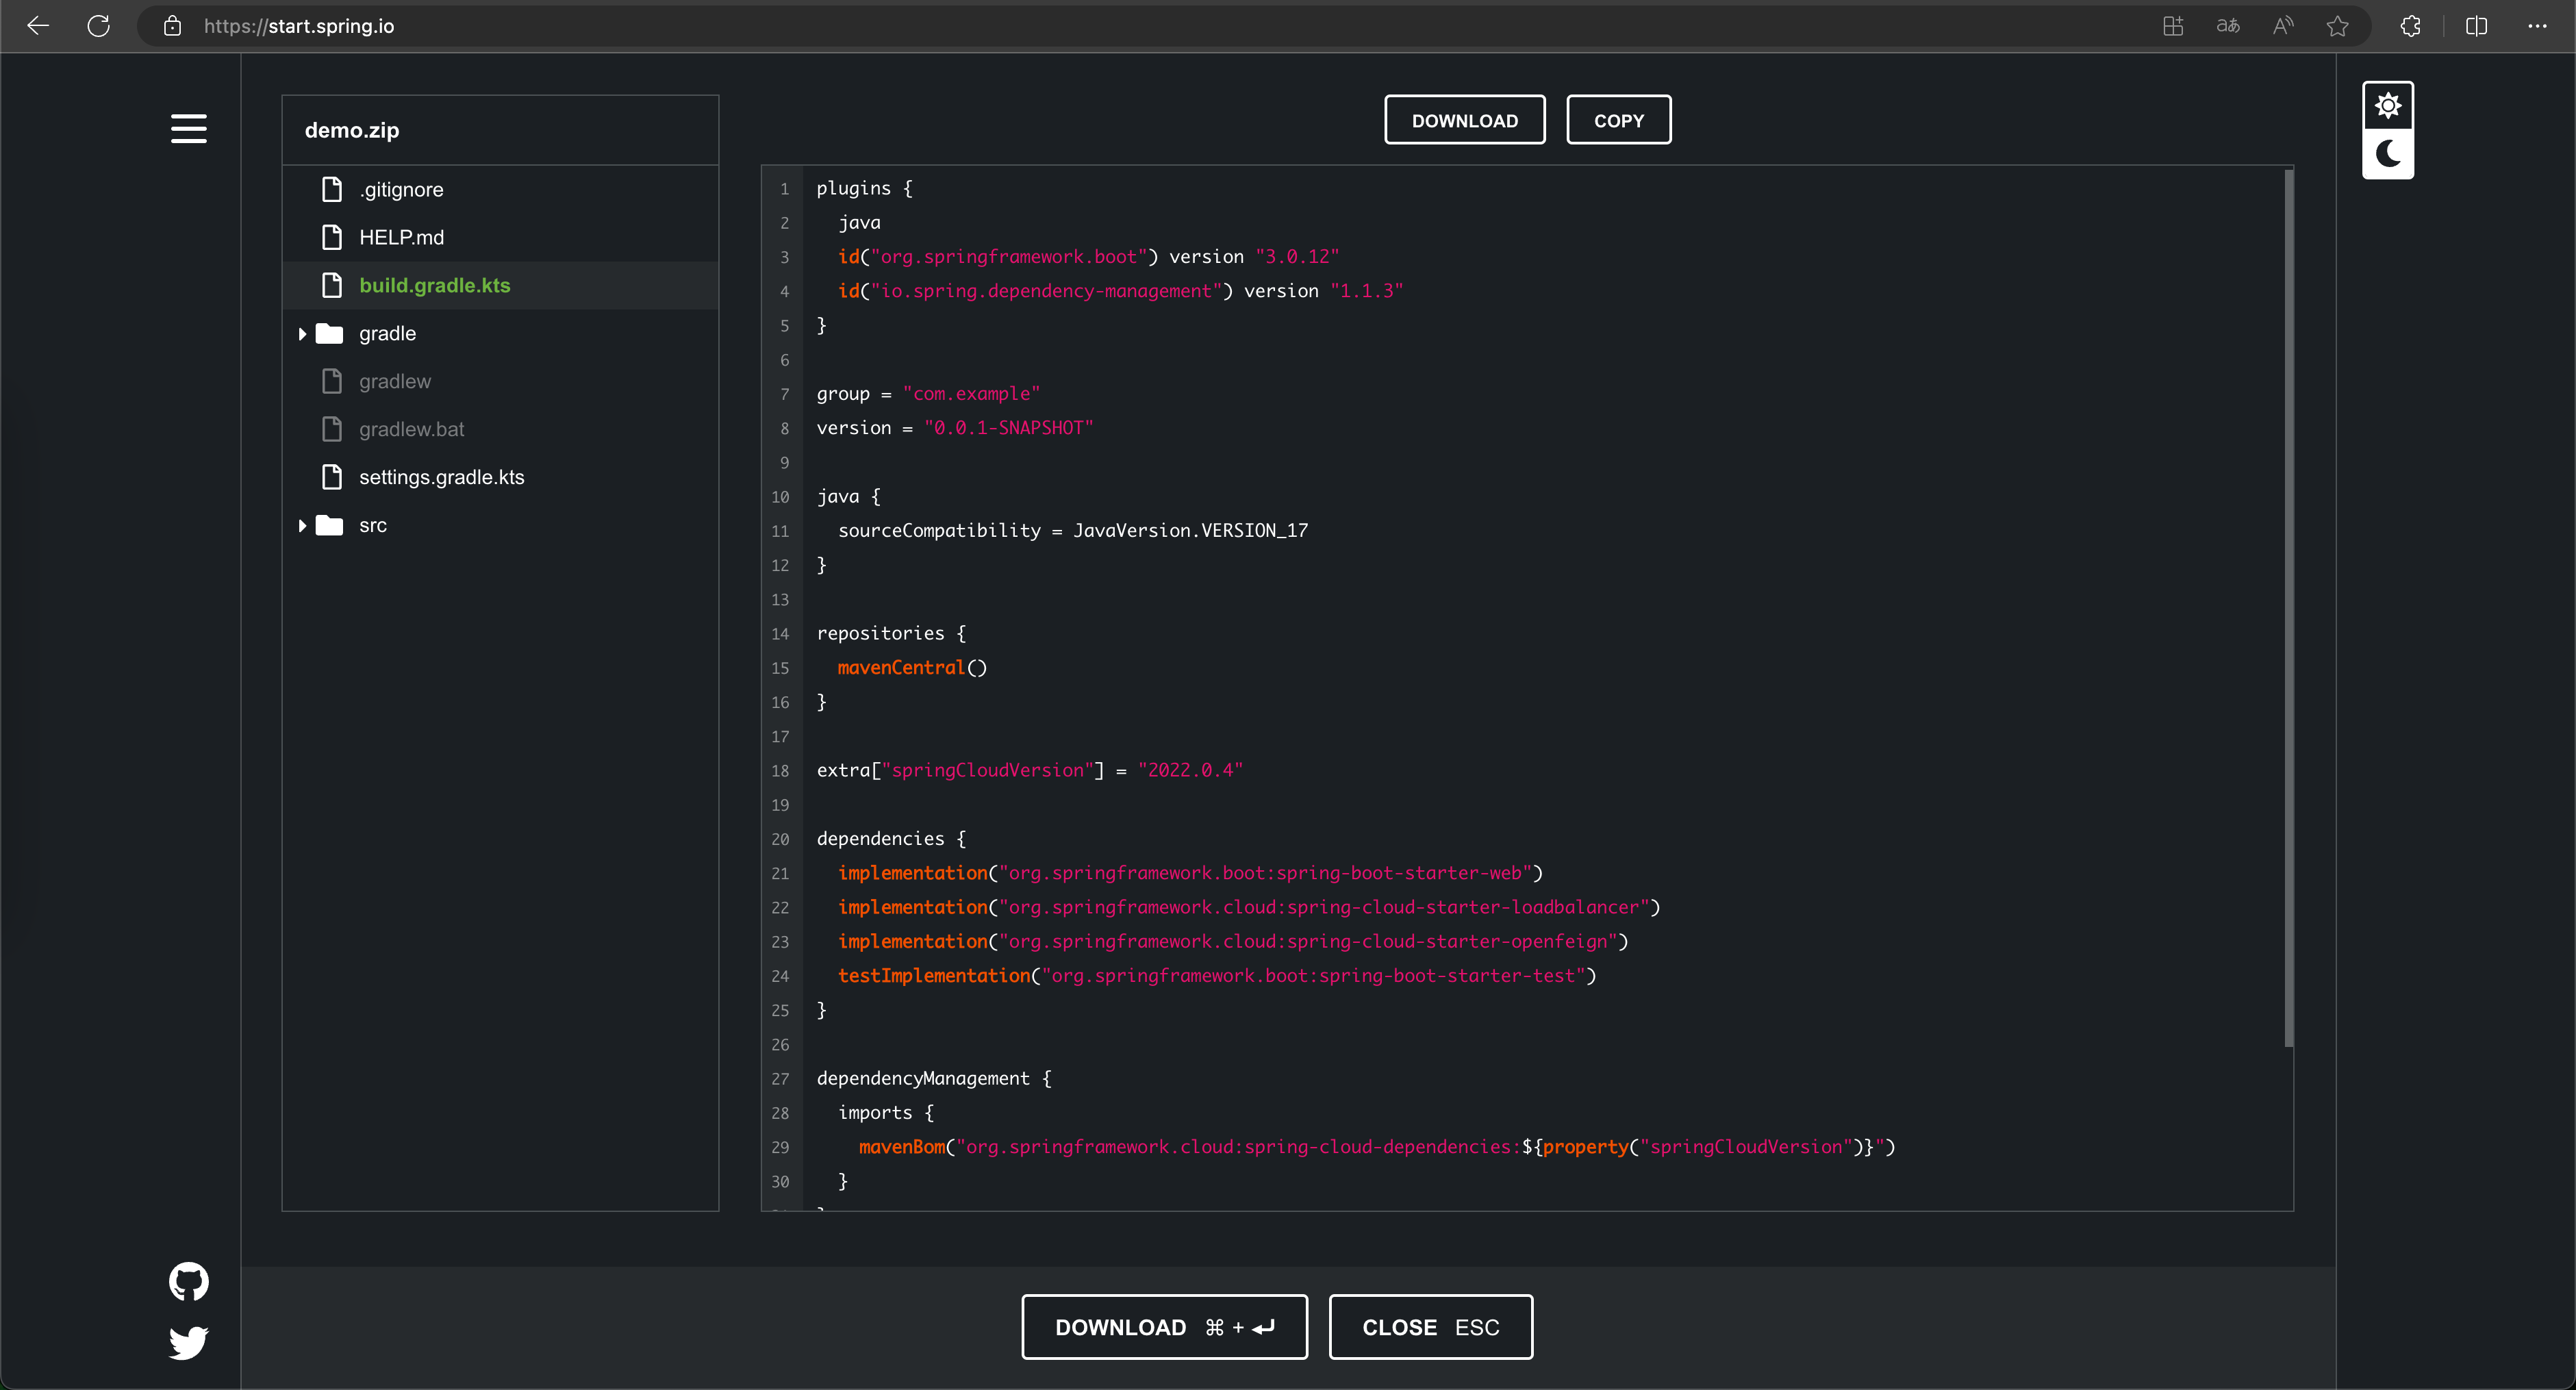 https://start.spring.io
demo.zip
.gitignore
HELP.md
build.gradle.kts
gradle
gradlew
gradlew.bat
settings.gradle.kts
src
DOWNLOAD
COPY
1 plugins {
2   java
3   id("org.springframework.boot") version "3.0.12"
4   id("io.spring.dependency-management") version "1.1.3"
5 }
6
7 group = "com.example"
8 version = "0.0.1-SNAPSHOT"
9
10 java {
11   sourceCompatibility = JavaVersion.VERSION_17
12 }
13
14 repositories {
15   mavenCentral()
16 }
17
18 extra["springCloudVersion"] = "2022.0.4"
19
20 dependencies {
21   implementation("org.springframework.boot:spring-boot-starter-web")
22   implementation("org.springframework.cloud:spring-cloud-starter-loadbalancer")
23   implementation("org.springframework.cloud:spring-cloud-starter-openfeign")
24   testImplementation("org.springframework.boot:spring-boot-starter-test")
25 }
26
27 dependencyManagement {
28   imports {
29     mavenBom("org.springframework.cloud:spring-cloud-dependencies:${property("springCloudVersion")}")
30   }
DOWNLOAD ⌘ + ↵
CLOSE ESC